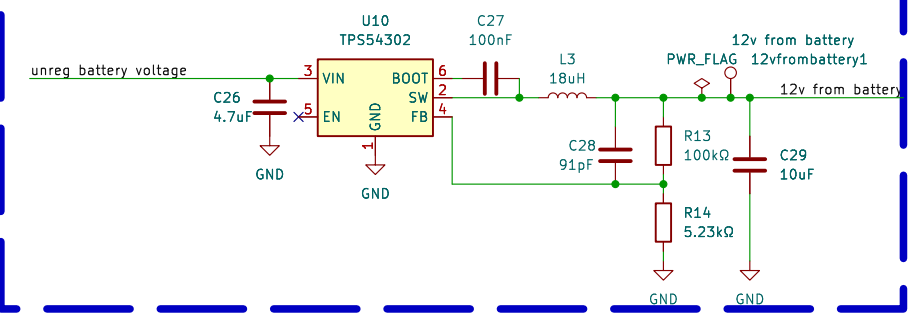 U10
TPS54302
C27
100nF
12v from battery
PWR_FLAG
12vfrombattery1
L3
18uH
unreg battery voltage
3
VIN
BOOT
6
SW
2
FB
4
5
EN
GND
1
12v from battery
C26
4.7uF
GND
GND
C28
91pF
R13
100kΩ
C29
10uF
R14
5.23kΩ
GND
GND